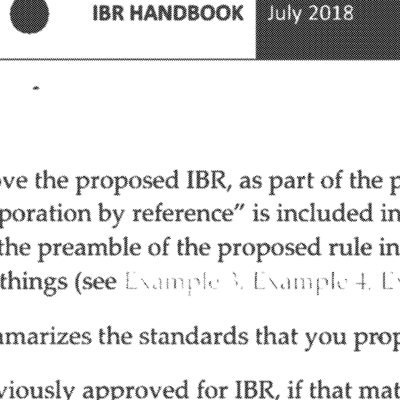 IBR HANDBOOK July 2018
ve the proposed IBR, as part of the p
poration by reference" is included in
the preamble of the proposed rule in
things (see Example 3, Example 4, E
marizes the standards that you prop
viously approved for IBR, if that mat